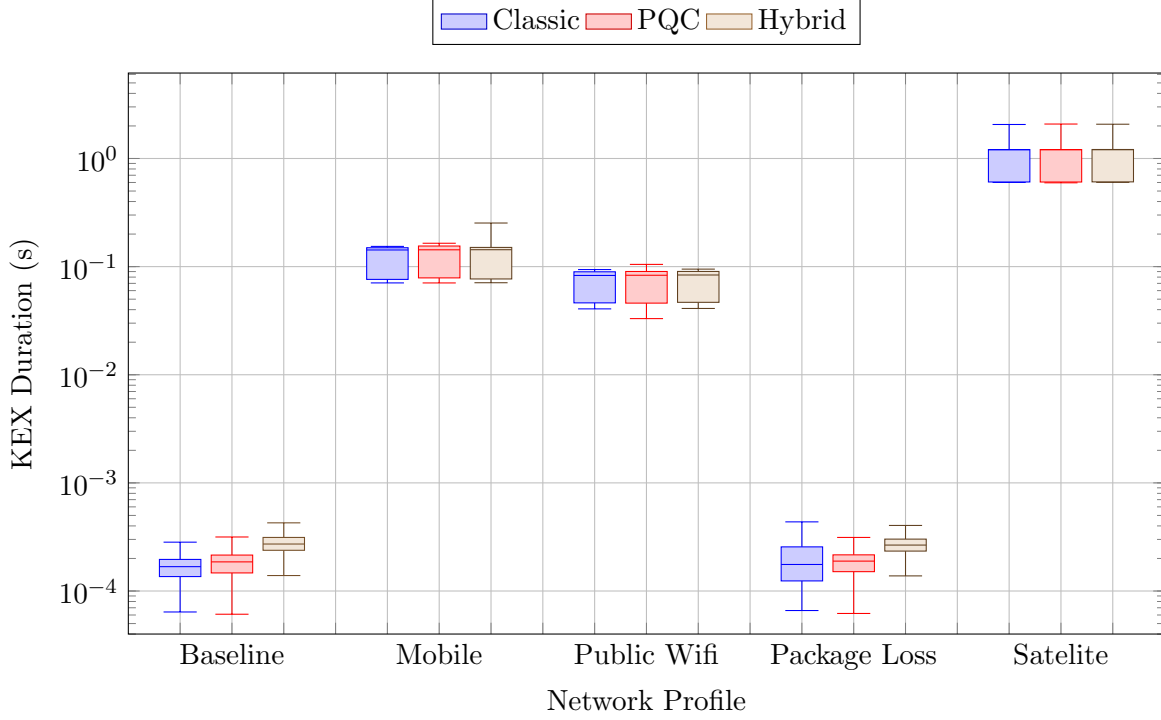 Classic PQC Hybrid
10^0
10^-1
10^-2
10^-3
10^-4
KEX Duration (s)
Baseline Mobile Public Wifi Package Loss Satelite
Network Profile